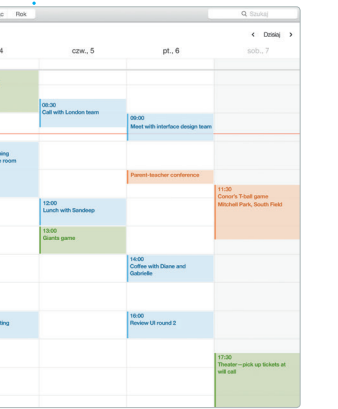 Rok
Szukaj
Dzisiaj
4
czw., 5
pt., 6
sob., 7
08:30
Call with London team
09:00
Meet with interface design team
room
Parent-teacher conference
11:30
Conor's T-ball game
Mitchell Park, South Field
12:00
Lunch with Sandeep
13:00
Giants game
14:00
Coffee with Diane and
Gabrielle
16:00
Review UI round 2
17:30
Theater—pick up tickets at
will call